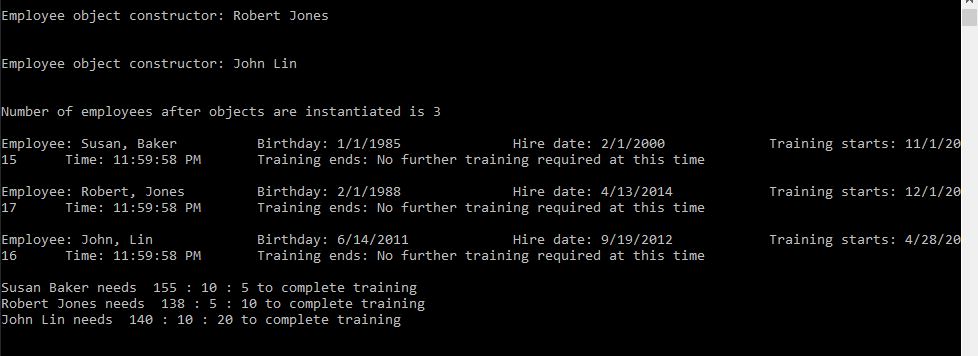 Employee object constructor: Robert Jones
Employee object constructor: John Lin
Number of employees after objects are instantiated is 3
Employee: Susan, Baker Birthday: 1/1/1985 Hire date: 2/1/2000 Training starts: 11/1/20
15 Time: 11:59:58 PM Training ends: No further training required at this time
Employee: Robert, Jones Birthday: 2/1/1988 Hire date: 4/13/2014 Training starts: 12/1/20
17 Time: 11:59:58 PM Training ends: No further training required at this time
Employee: John, Lin Birthday: 6/14/2011 Hire date: 9/19/2012 Training starts: 4/28/20
16 Time: 11:59:58 PM Training ends: No further training required at this time
Susan Baker needs  155 : 10 : 5 to complete training
Robert Jones needs  138 : 5 : 10 to complete training
John Lin needs  140 : 10 : 20 to complete training